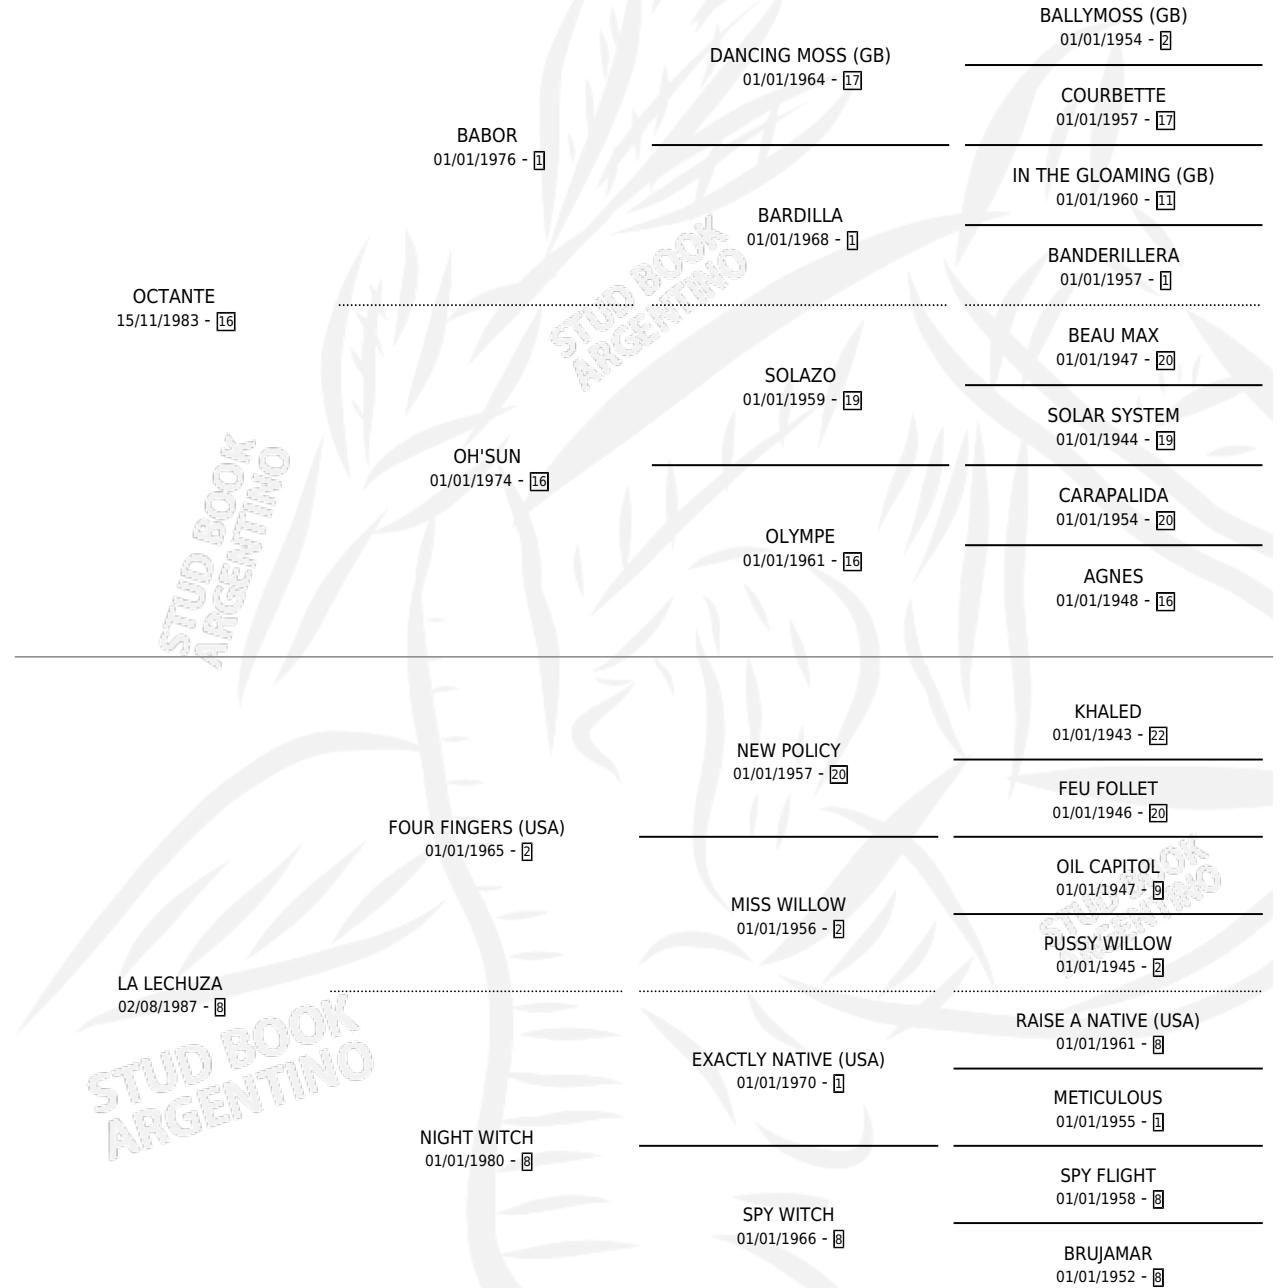 BALLYMOSS (GB)
01/01/1954 - 2
DANCING MOSS (GB)
01/01/1964 - 17
COURBETTE
01/01/1957 - 17
BABOR
01/01/1976 - 1
IN THE GLOAMING (GB)
01/01/1960 - 11
BARDILLA
01/01/1968 - 1
BANDERILLERA
01/01/1957 - 1
OCTANTE
15/11/1983 - 16
BEAU MAX
01/01/1947 - 20
SOLAZO
01/01/1959 - 19
SOLAR SYSTEM
01/01/1944 - 19
OH'SUN
01/01/1974 - 16
CARAPALIDA
01/01/1954 - 20
OLYMPE
01/01/1961 - 16
AGNES
01/01/1948 - 16
KHALED
01/01/1943 - 22
NEW POLICY
01/01/1957 - 20
FEU FOLLET
01/01/1946 - 20
FOUR FINGERS (USA)
01/01/1965 - 2
OIL CAPITOL
01/01/1947 - 9
MISS WILLOW
01/01/1956 - 2
PUSSY WILLOW
01/01/1945 - 2
LA LECHUZA
02/08/1987 - 8
RAISE A NATIVE (USA)
01/01/1961 - 8
EXACTLY NATIVE (USA)
01/01/1970 - 1
METICULOUS
01/01/1955 - 1
NIGHT WITCH
01/01/1980 - 8
SPY FLIGHT
01/01/1958 - 8
SPY WITCH
01/01/1966 - 8
BRUJAMAR
01/01/1952 - 8
STUD BOOK
ARGENTINO
STUD BOOK
ARGENTINO
STUD BOOK
ARGENTINO
STUD BOOK
ARGENTINO